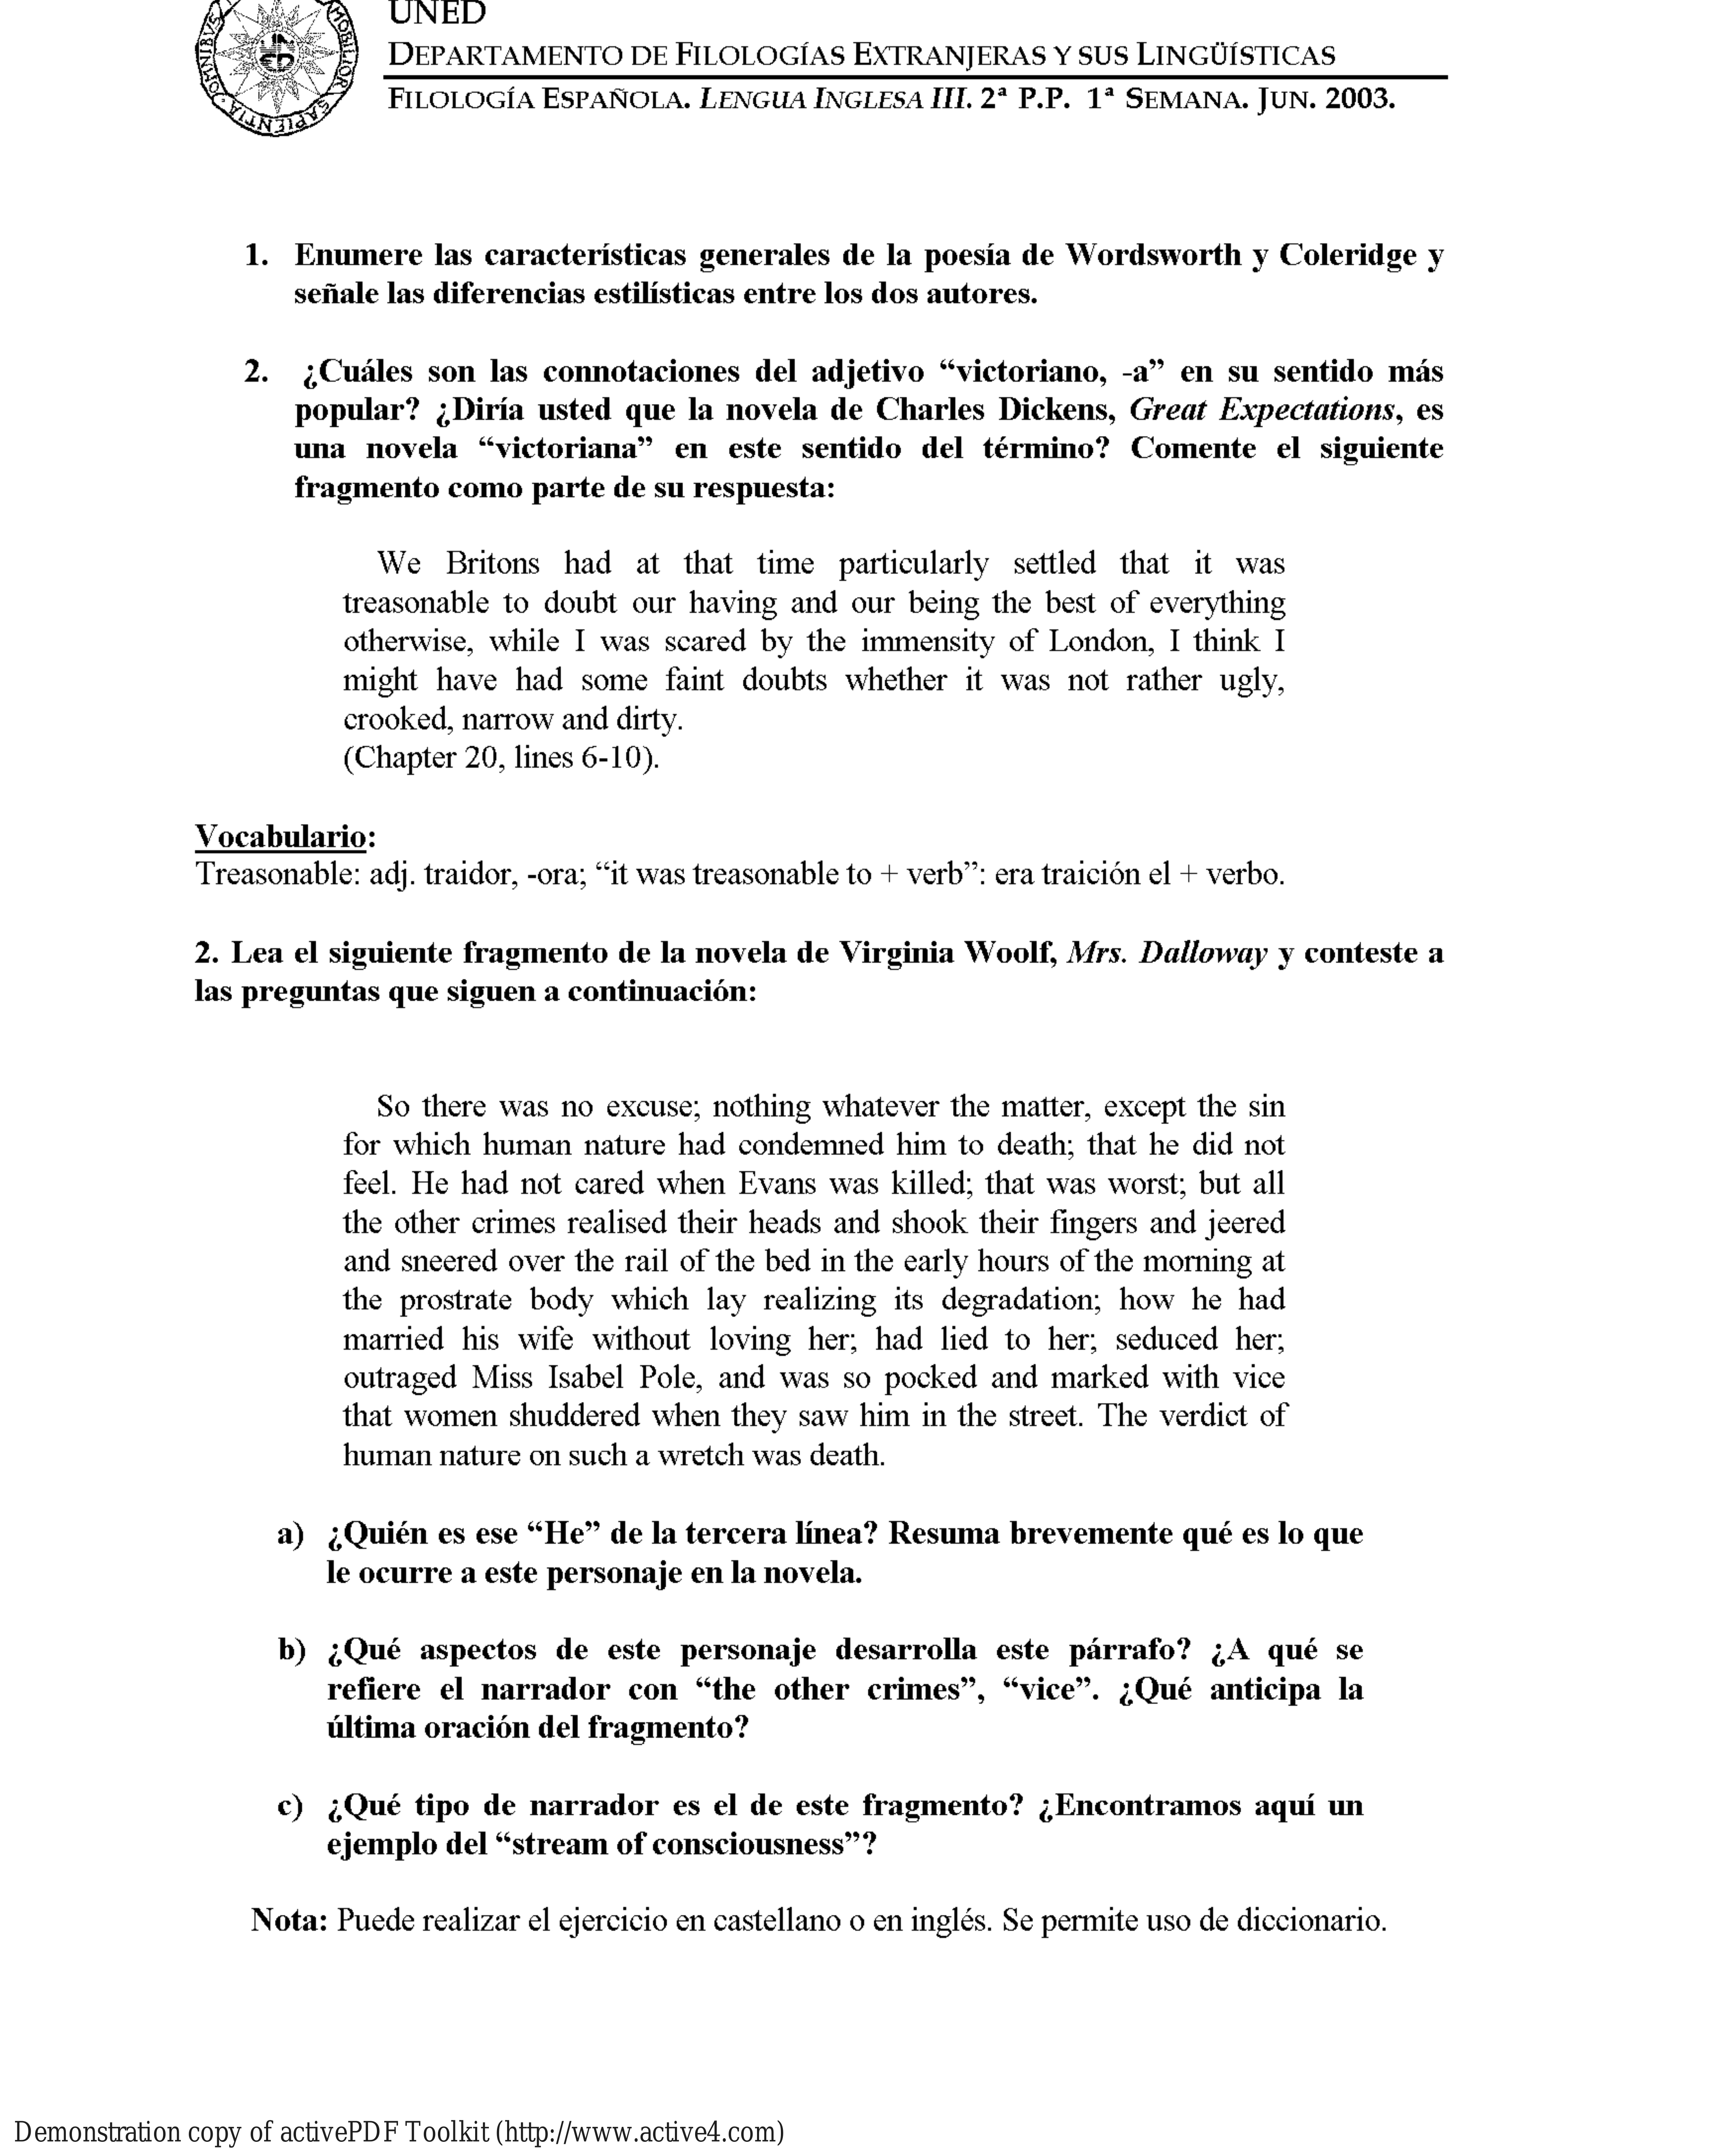 UNED
DEPARTAMENTO DE FILOLOGÍAS EXTRANJERAS Y SUS LINGÜÍSTICAS
FILOLOGÍA ESPAÑOLA. LENGUA INGLESA III. 2ª P.P. 1ª SEMANA. JUN. 2003.
OMNIBVS MOBILIOR SAPIENTIA
1. Enumere las características generales de la poesía de Wordsworth y Coleridge y
señale las diferencias estilísticas entre los dos autores.
2. ¿Cuáles son las connotaciones del adjetivo “victoriano, -a” en su sentido más
popular? ¿Diría usted que la novela de Charles Dickens, Great Expectations, es
una novela “victoriana” en este sentido del término? Comente el siguiente
fragmento como parte de su respuesta:
We Britons had at that time particularly settled that it was
treasonable to doubt our having and our being the best of everything
otherwise, while I was scared by the immensity of London, I think I
might have had some faint doubts whether it was not rather ugly,
crooked, narrow and dirty.
(Chapter 20, lines 6-10).
Vocabulario:
Treasonable: adj. traidor, -ora; “it was treasonable to + verb”: era traición el + verbo.
2. Lea el siguiente fragmento de la novela de Virginia Woolf, Mrs. Dalloway y conteste a
las preguntas que siguen a continuación:
So there was no excuse; nothing whatever the matter, except the sin
for which human nature had condemned him to death; that he did not
feel. He had not cared when Evans was killed; that was worst; but all
the other crimes realised their heads and shook their fingers and jeered
and sneered over the rail of the bed in the early hours of the morning at
the prostrate body which lay realizing its degradation; how he had
married his wife without loving her; had lied to her; seduced her;
outraged Miss Isabel Pole, and was so pocked and marked with vice
that women shuddered when they saw him in the street. The verdict of
human nature on such a wretch was death.
a) ¿Quién es ese “He” de la tercera línea? Resuma brevemente qué es lo que
le ocurre a este personaje en la novela.
b) ¿Qué aspectos de este personaje desarrolla este párrafo? ¿A qué se
refiere el narrador con “the other crimes”, “vice”. ¿Qué anticipa la
última oración del fragmento?
c) ¿Qué tipo de narrador es el de este fragmento? ¿Encontramos aquí un
ejemplo del “stream of consciousness”?
Nota: Puede realizar el ejercicio en castellano o en inglés. Se permite uso de diccionario.
Demonstration copy of activePDF Toolkit (http://www.active4.com)